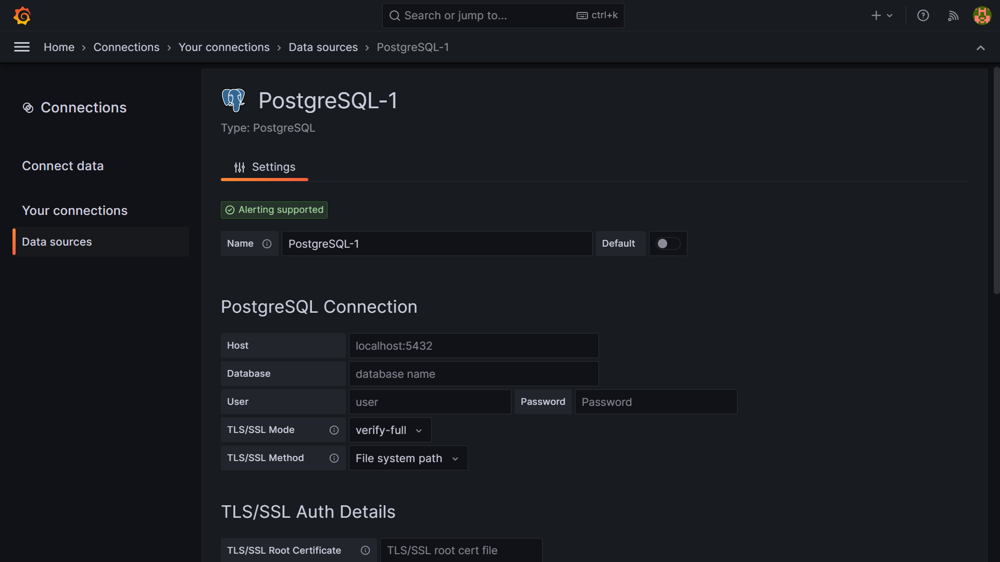 Search or jump to... ctrl+k
Home › Connections › Your connections › Data sources › PostgreSQL-1
Connections
Connect data
Your connections
Data sources
PostgreSQL-1
Type: PostgreSQL
Settings
Alerting supported
Name PostgreSQL-1 Default
PostgreSQL Connection
Host localhost:5432
Database database name
User user Password Password
TLS/SSL Mode verify-full
TLS/SSL Method File system path
TLS/SSL Auth Details
TLS/SSL Root Certificate TLS/SSL root cert file